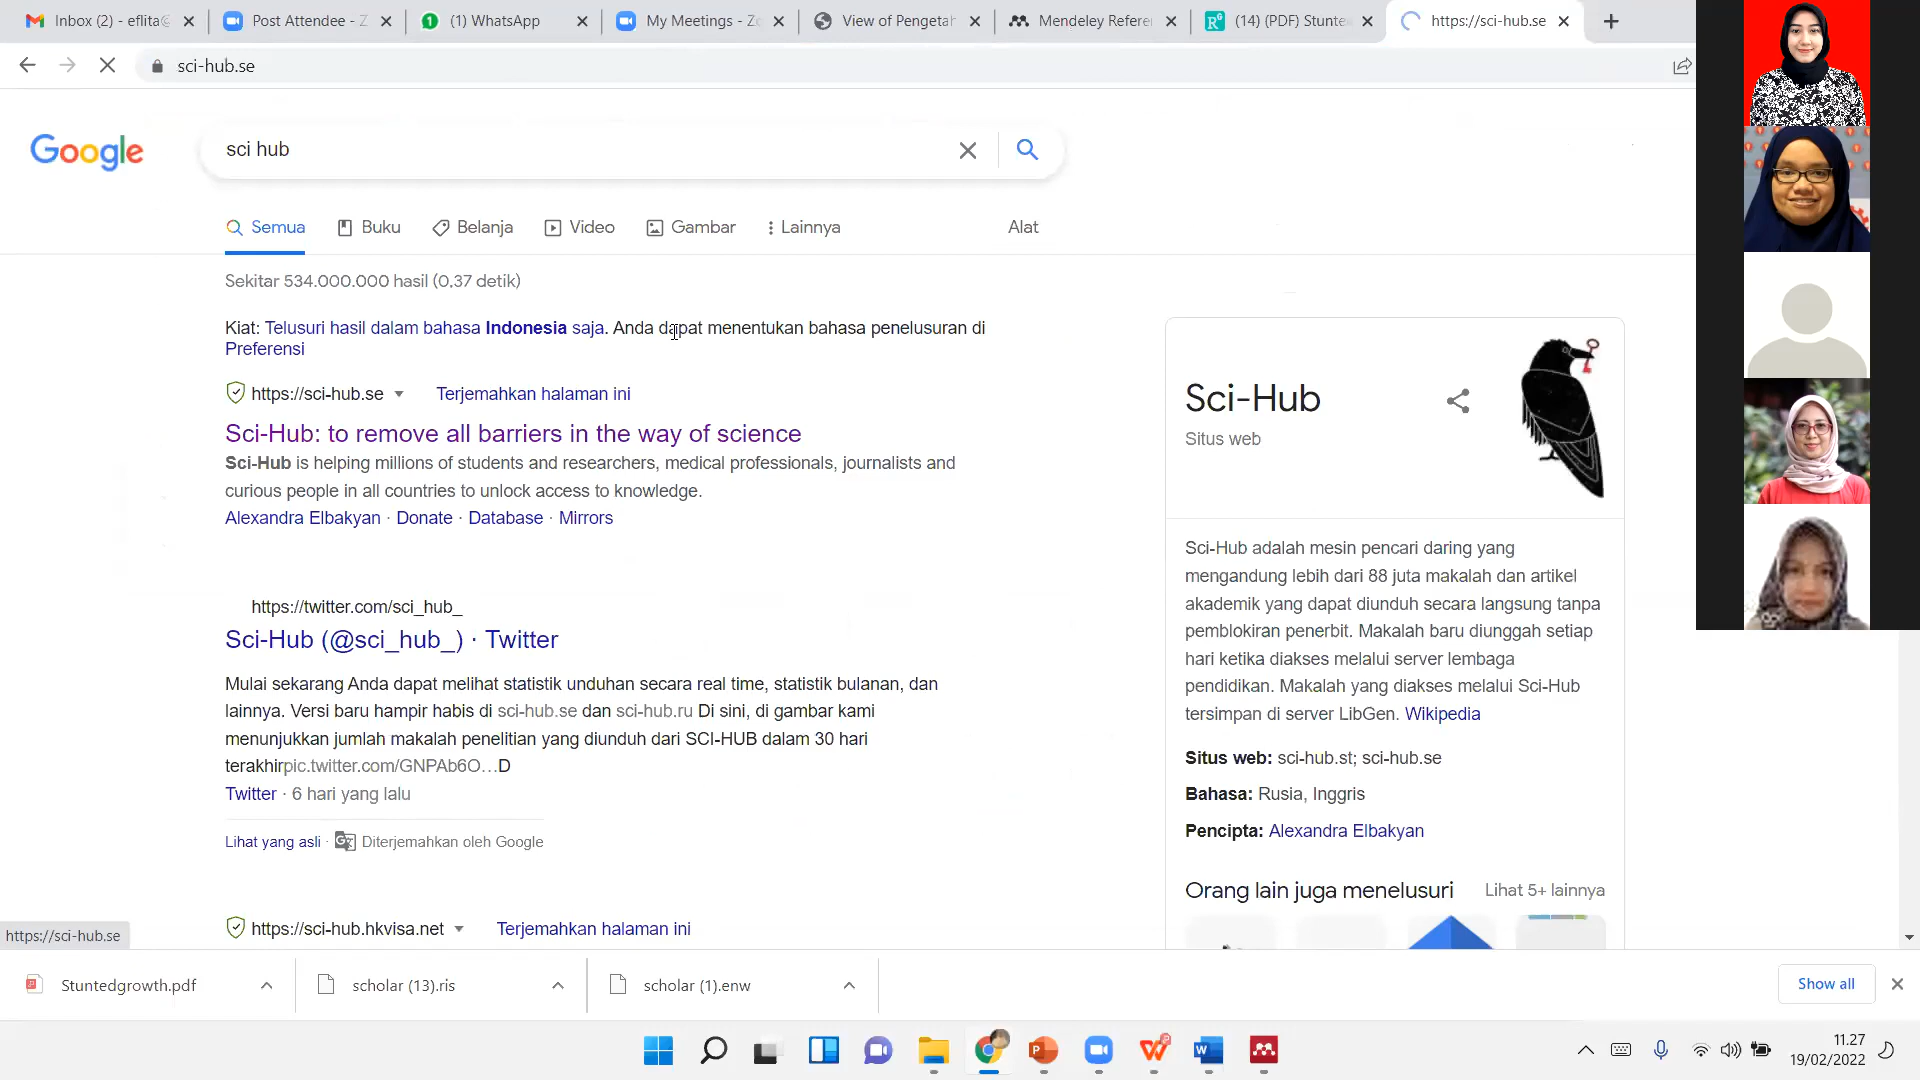 Inbox (2) - eflita@
Post Attendee - Z
(1) WhatsApp
My Meetings - Zo
View of Pengetah
Mendeley Referen
(14) (PDF) Stunte
https://sci-hub.se
sci-hub.se
Google
sci hub
Semua
Buku
Belanja
Video
Gambar
Lainnya
Alat
Sekitar 534.000.000 hasil (0,37 detik)
Kiat: Telusuri hasil dalam bahasa Indonesia saja. Anda dapat menentukan bahasa penelusuran di
Preferensi
https://sci-hub.se
Terjemahkan halaman ini
Sci-Hub: to remove all barriers in the way of science
Sci-Hub is helping millions of students and researchers, medical professionals, journalists and
curious people in all countries to unlock access to knowledge.
Alexandra Elbakyan · Donate · Database · Mirrors
https://twitter.com/sci_hub_
Sci-Hub (@sci_hub_) · Twitter
Mulai sekarang Anda dapat melihat statistik unduhan secara real time, statistik bulanan, dan
lainnya. Versi baru hampir habis di sci-hub.se dan sci-hub.ru Di sini, di gambar kami
menunjukkan jumlah makalah penelitian yang diunduh dari SCI-HUB dalam 30 hari
terakhirpic.twitter.com/GNPAb6O...D
Twitter · 6 hari yang lalu
Lihat yang asli · Diterjemahkan oleh Google
https://sci-hub.hkvisa.net
Terjemahkan halaman ini
https://sci-hub.se
Sci-Hub
Situs web
Sci-Hub adalah mesin pencari daring yang
mengandung lebih dari 88 juta makalah dan artikel
akademik yang dapat diunduh secara langsung tanpa
pemblokiran penerbit. Makalah baru diunggah setiap
hari ketika diakses melalui server lembaga
pendidikan. Makalah yang diakses melalui Sci-Hub
tersimpan di server LibGen. Wikipedia
Situs web: sci-hub.st; sci-hub.se
Bahasa: Rusia, Inggris
Pencipta: Alexandra Elbakyan
Orang lain juga menelusuri
Lihat 5+ lainnya
Stuntedgrowth.pdf
scholar (13).ris
scholar (1).enw
Show all
11.27
19/02/2022